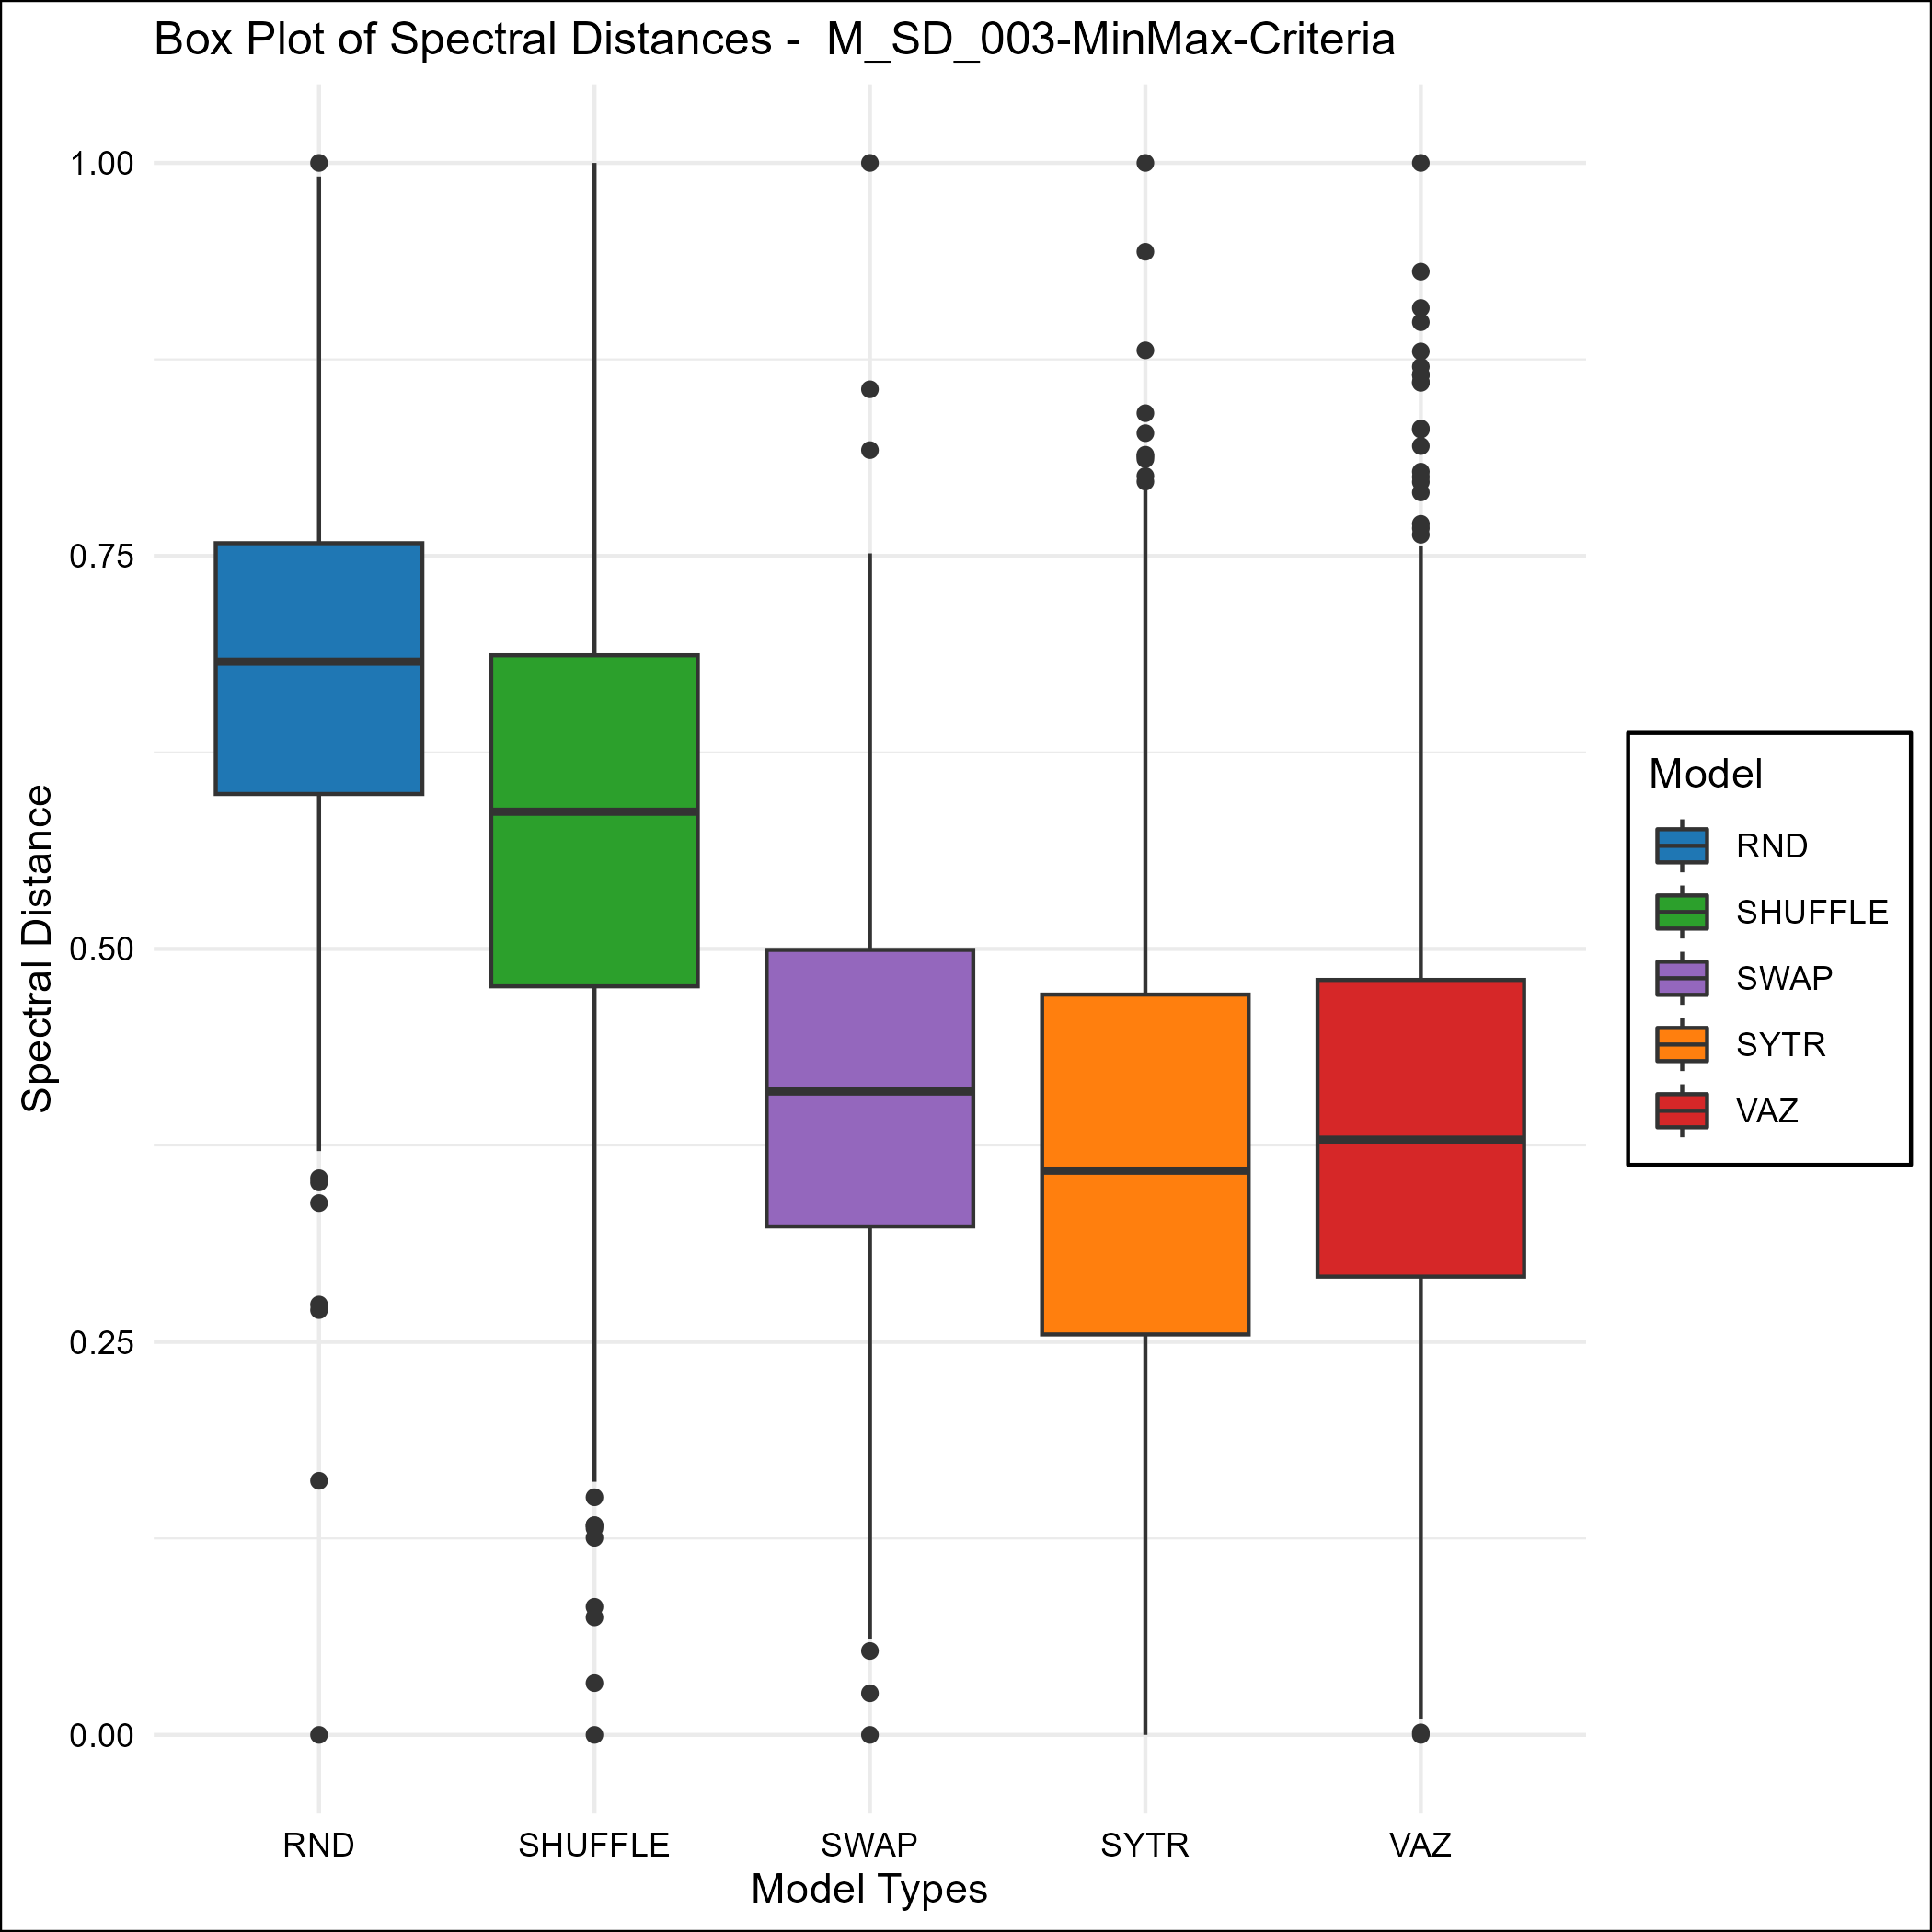 Box Plot of Spectral Distances -  M_SD_003-MinMax-Criteria
Spectral Distance
1.00
0.75
0.50
0.25
0.00
RND SHUFFLE SWAP SYTR VAZ
Model Types
Model
RND
SHUFFLE
SWAP
SYTR
VAZ